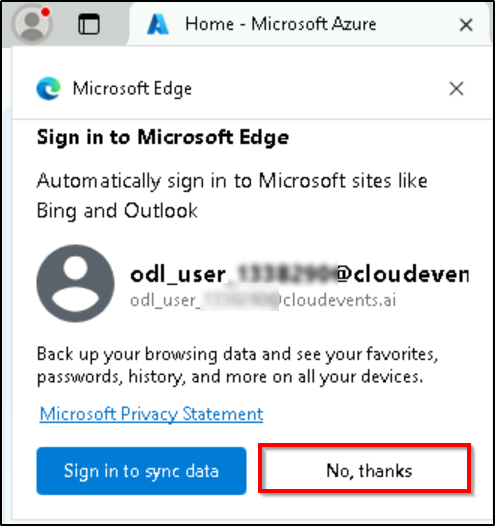 Home - Microsoft Azure
Microsoft Edge
Sign in to Microsoft Edge
Automatically sign in to Microsoft sites like
Bing and Outlook
odl_user_ @cloudeven
odl_user_ @cloudevents.ai
Back up your browsing data and see your favorites,
passwords, history, and more on all your devices.
Microsoft Privacy Statement
Sign in to sync data
No, thanks